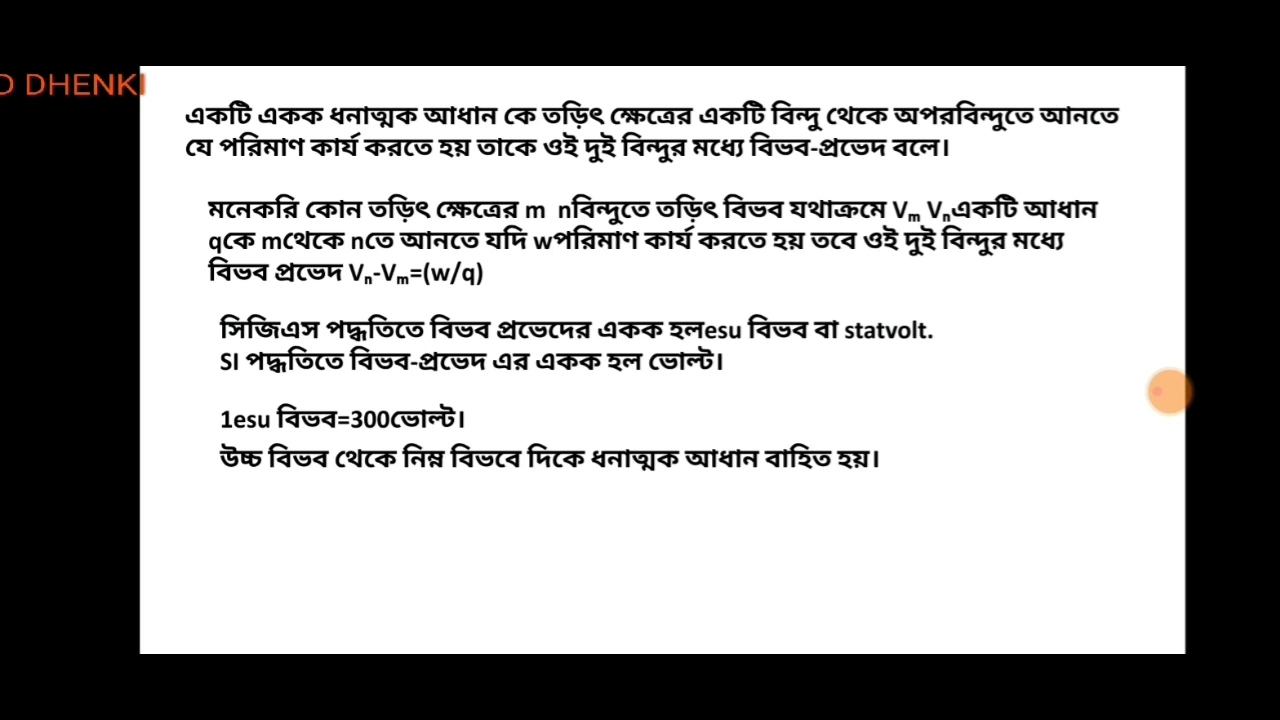 D DHENKI
একটি একক ধনাত্মক আধান কে তড়িৎ ক্ষেত্রের একটি বিন্দু থেকে অপরবিন্দুতে আনতে
যে পরিমাণ কার্য করতে হয় তাকে ওই দুই বিন্দুর মধ্যে বিভব-প্রভেদ বলে।
মনেকরি কোন তড়িৎ ক্ষেত্রের m nবিন্দুতে তড়িৎ বিভব যথাক্রমে Vₘ Vₙএকটি আধান
qকে mথেকে nতে আনতে যদি wপরিমাণ কার্য করতে হয় তবে ওই দুই বিন্দুর মধ্যে
বিভব প্রভেদ Vₙ-Vₘ=(w/q)
সিজিএস পদ্ধতিতে বিভব প্রভেদের একক হলesu বিভব বা statvolt.
SI পদ্ধতিতে বিভব-প্রভেদ এর একক হল ভোল্ট।
1esu বিভব=300ভোল্ট।
উচ্চ বিভব থেকে নিম্ন বিভবে দিকে ধনাত্মক আধান বাহিত হয়।